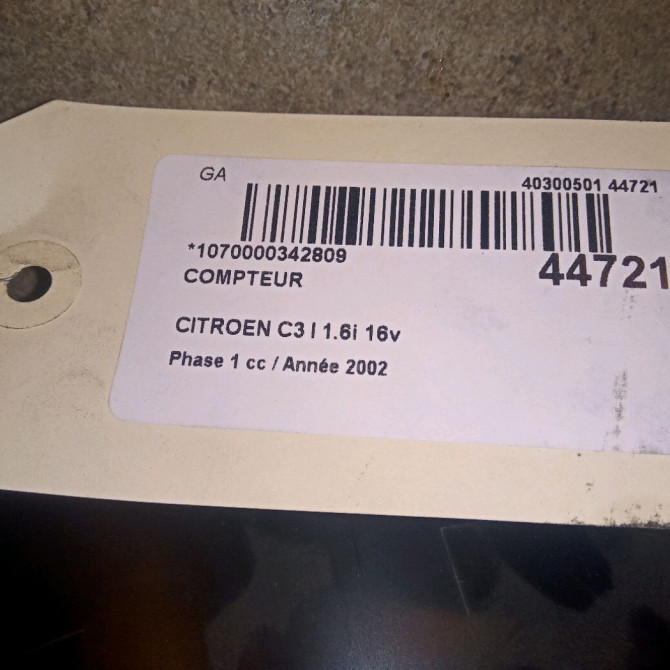 GA
40300501 44721
*1070000342809
44721
COMPTEUR
CITROEN C3 I 1.6i 16v
Phase 1 cc / Année 2002